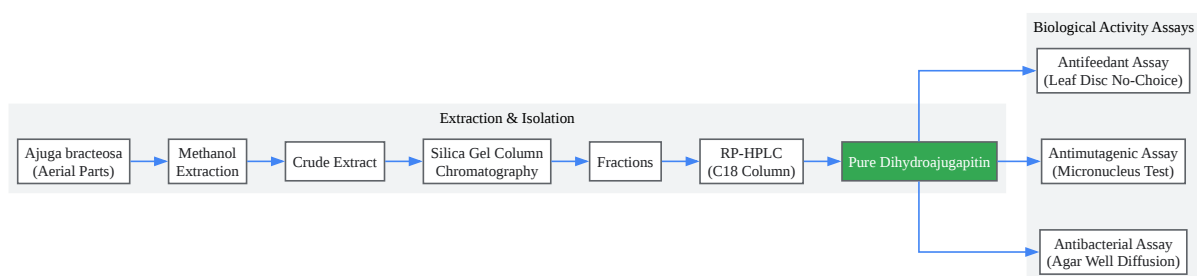 Biological Activity Assays
Antifeedant Assay
(Leaf Disc No-Choice)
Extraction & Isolation
Ajuga bracteosa
(Aerial Parts)
Methanol
Extraction
Crude Extract
Silica Gel Column
Chromatography
Fractions
RP-HPLC
(C18 Column)
Pure Dihydroajugapitin
Antimutagenic Assay
(Micronucleus Test)
Antibacterial Assay
(Agar Well Diffusion)